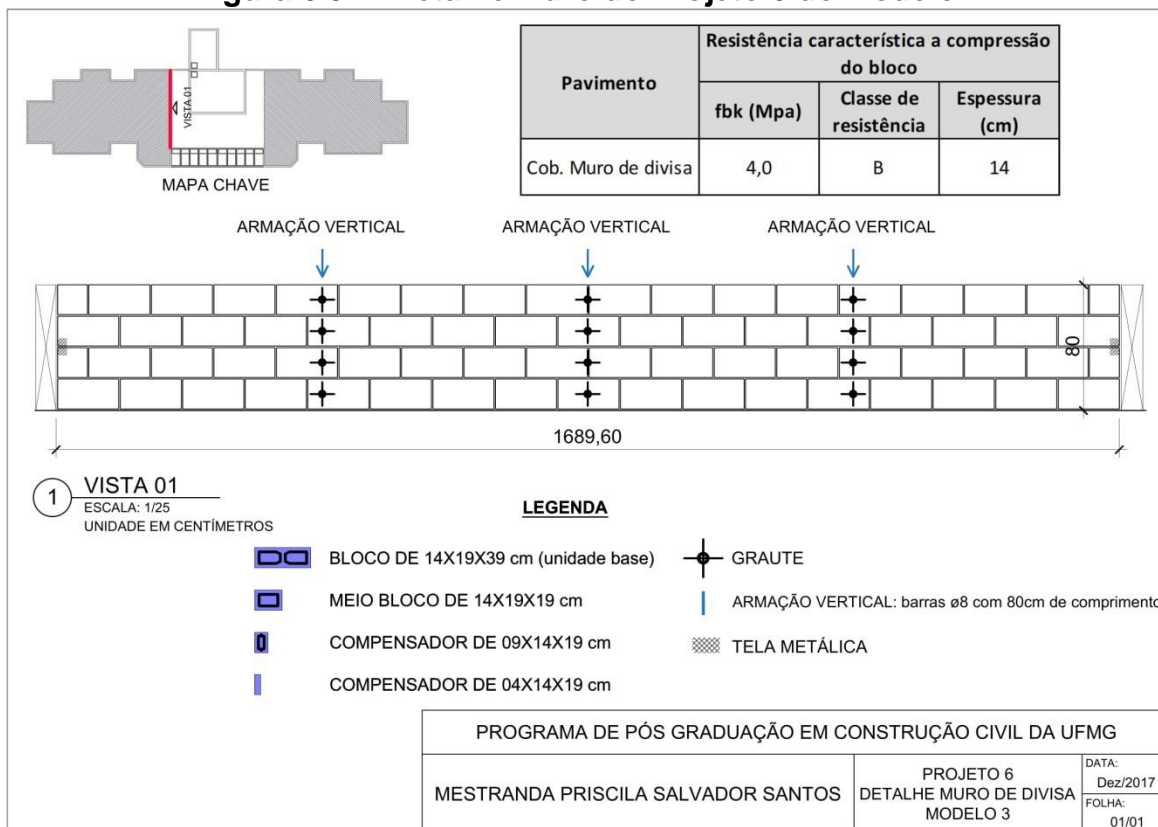 VISTA 01
MAPA CHAVE
Pavimento
Resistência característica a compressão
do bloco
fbk (Mpa)
Classe de
resistência
Espessura
(cm)
Cob. Muro de divisa
4,0
B
14
ARMAÇÃO VERTICAL
ARMAÇÃO VERTICAL
ARMAÇÃO VERTICAL
80
1689,60
1
VISTA 01
ESCALA: 1/25
UNIDADE EM CENTÍMETROS
LEGENDA
BLOCO DE 14X19X39 cm (unidade base)
MEIO BLOCO DE 14X19X19 cm
COMPENSADOR DE 09X14X19 cm
COMPENSADOR DE 04X14X19 cm
GRAUTE
ARMAÇÃO VERTICAL: barras ø8 com 80cm de comprimento
TELA METÁLICA
PROGRAMA DE PÓS GRADUAÇÃO EM CONSTRUÇÃO CIVIL DA UFMG
MESTRANDA PRISCILA SALVADOR SANTOS
PROJETO 6
DETALHE MURO DE DIVISA
MODELO 3
DATA:
Dez/2017
FOLHA:
01/01